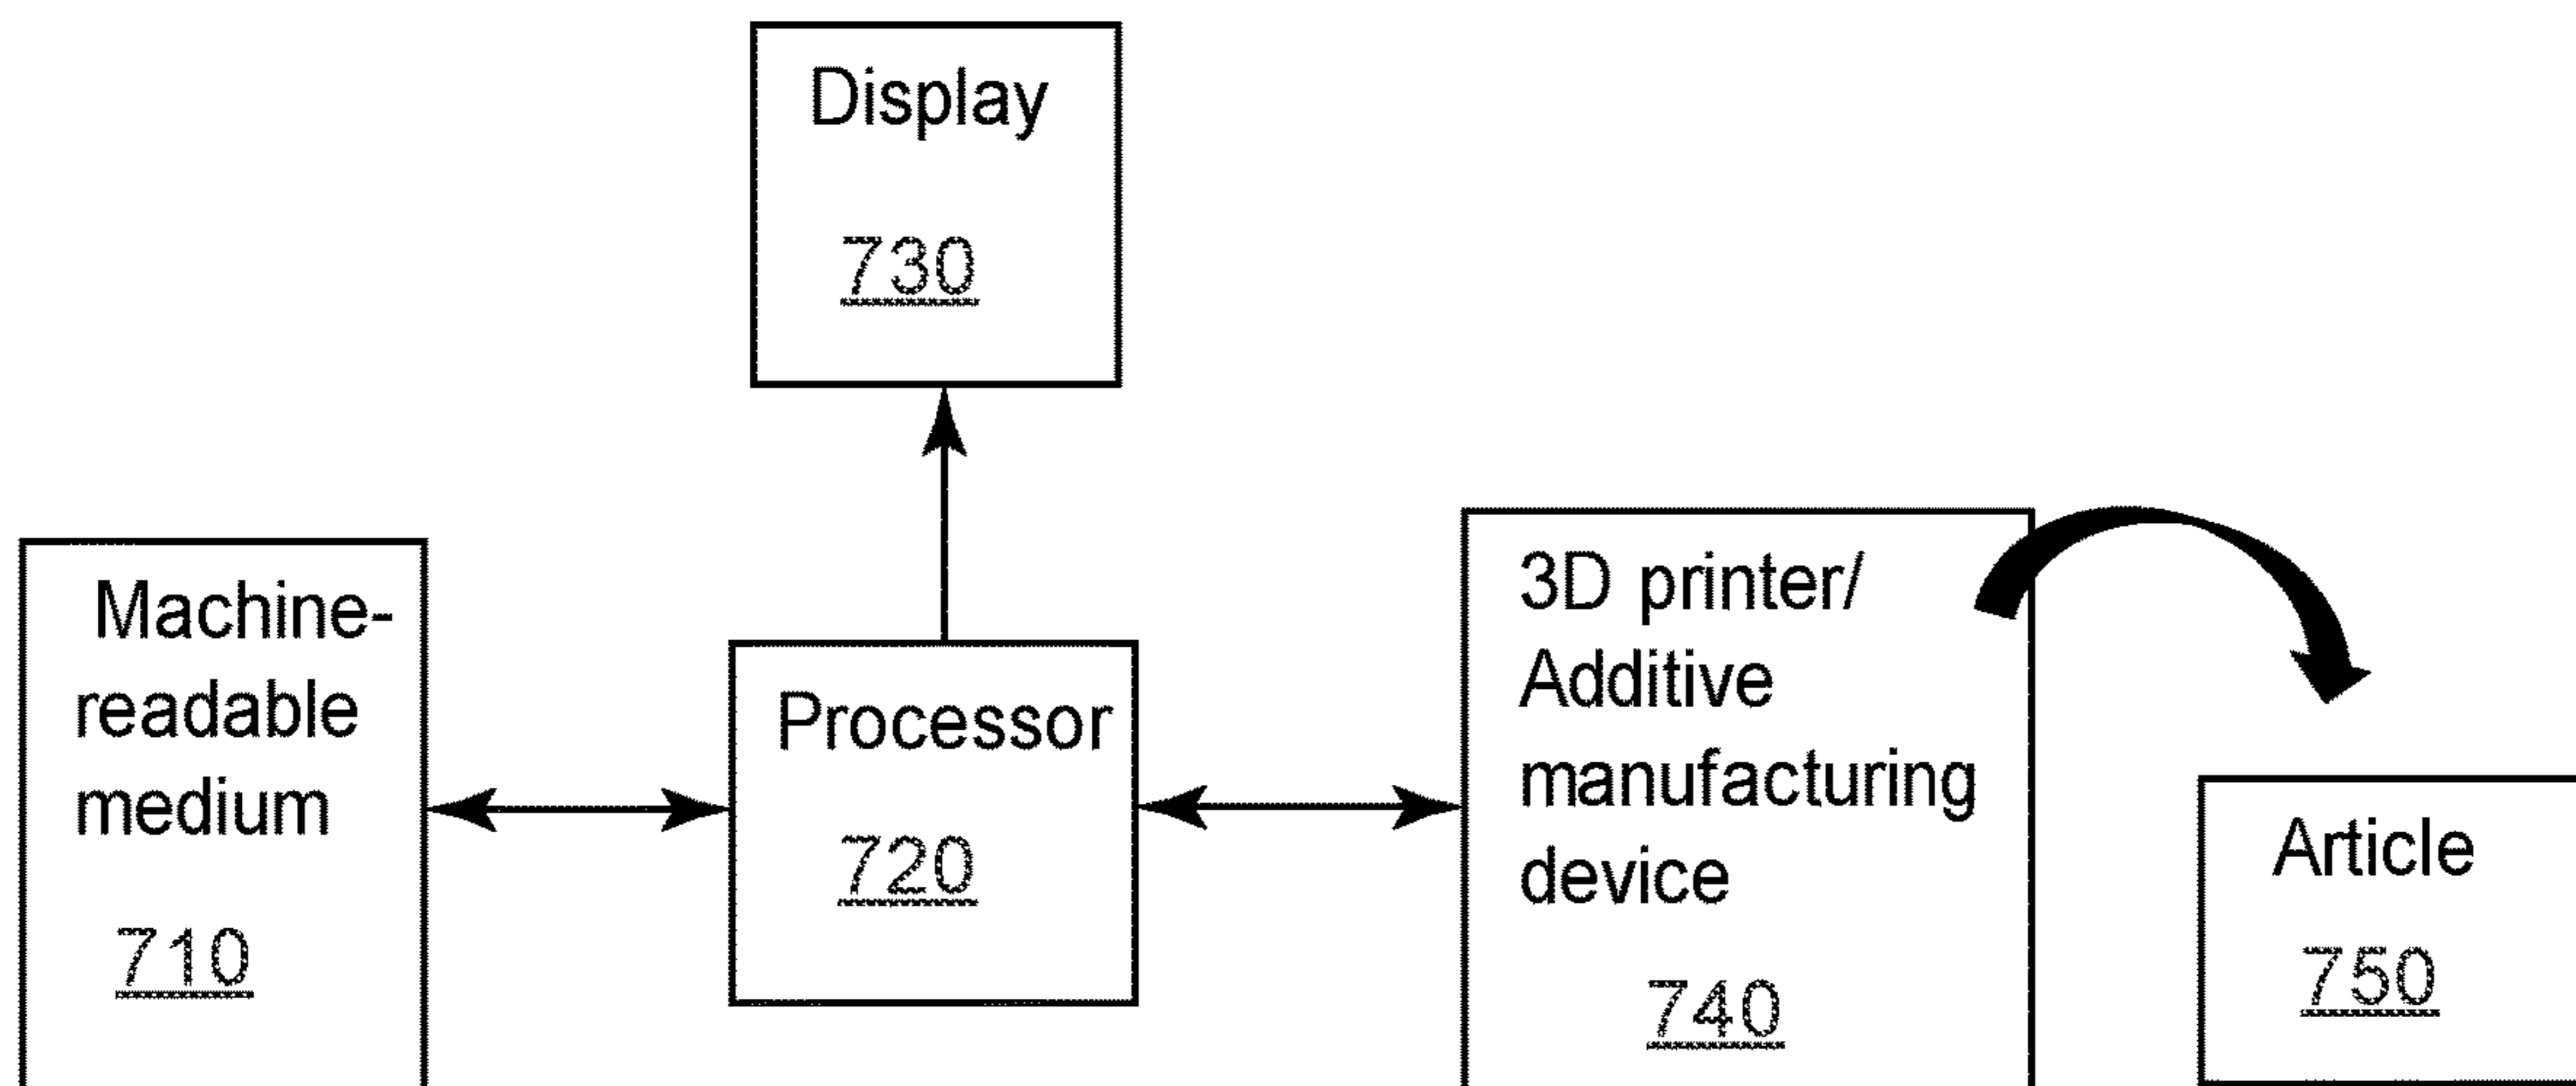 Display
730
Machine-
readable
medium
710
Processor
720
3D printer/
Additive
manufacturing
device
740
Article
750